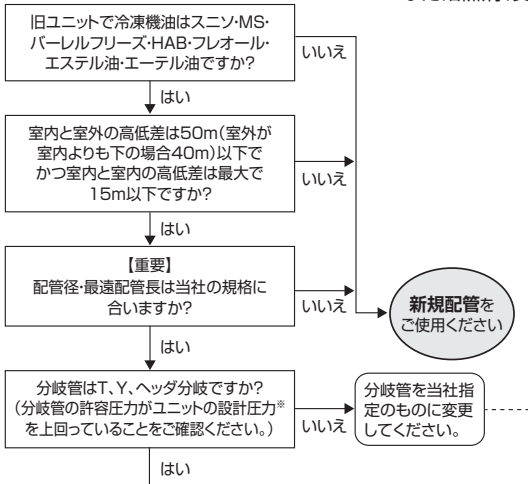 旧ユニットで冷凍機油はスニソ・MS・
バーレルフリーズ・HAB・フレオール・
エステル油・エーテル油ですか?
いいえ
はい
室内と室外の高低差は50m(室外が
室内よりも下の場合40m)以下で
かつ室内と室内の高低差は最大で
15m以下ですか?
いいえ
はい
【重要】
配管径・最遠配管長は当社の規格に
合いますか?
いいえ
新規配管を
ご使用ください
はい
分岐管はT、Y、ヘッダ分岐ですか?
(分岐管の許容圧力がユニットの設計圧力※
を上回っていることをご確認ください。)
いいえ
分岐管を当社指
定のものに変更
してください。
はい